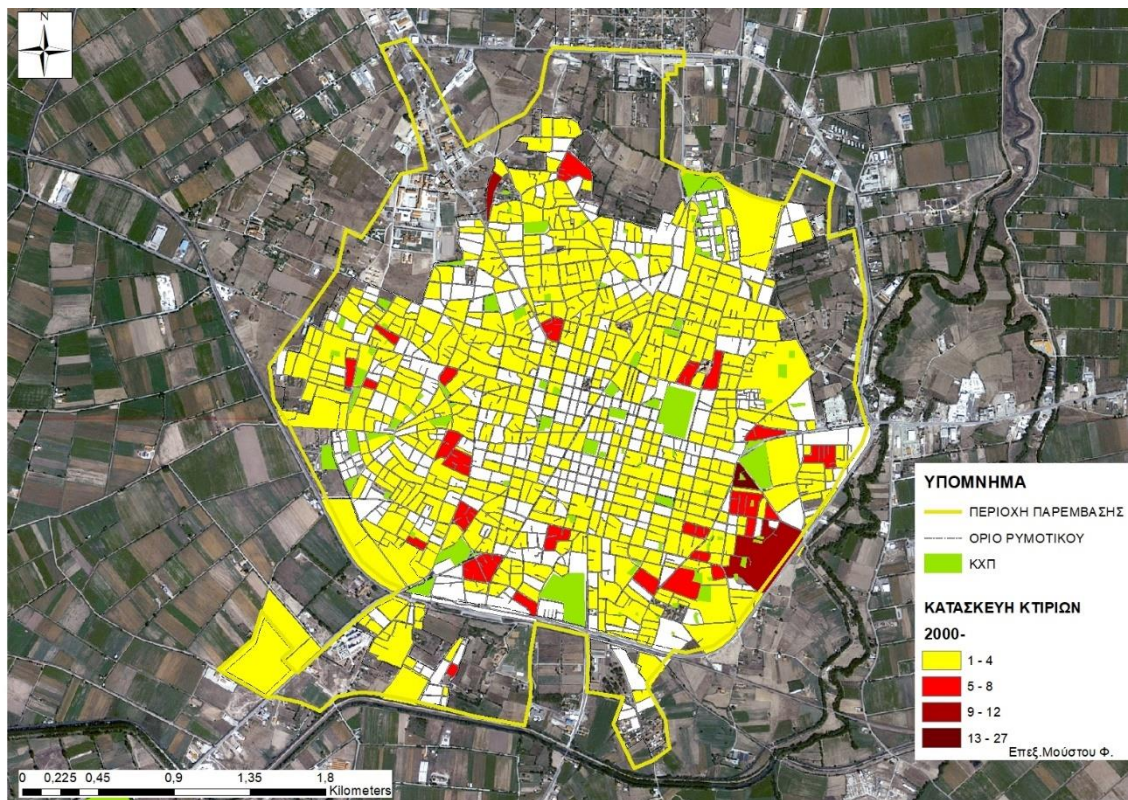 N
ΥΠΟΜΝΗΜΑ
ΠΕΡΙΟΧΗ ΠΑΡΕΜΒΑΣΗΣ
ΟΡΙΟ ΡΥΜΟΤΙΚΟΥ
ΚΧΠ
ΚΑΤΑΣΚΕΥΗ ΚΤΙΡΙΩΝ
2000-
1 - 4
5 - 8
9 - 12
13 - 27
Επεξ.Μούστου Φ.
0 0,225 0,45 0,9 1,35 1,8
Kilometers